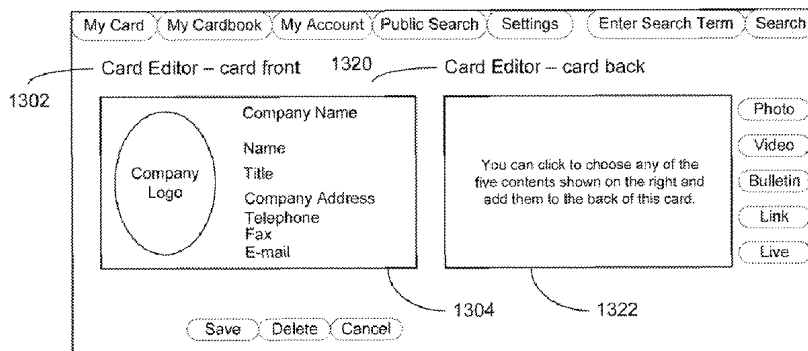 My Card My Cardbook My Account Public Search Settings Enter Search Term Search
Card Editor – card front 1320 Card Editor – card back
1302
Company Logo
Company Name
Name
Title
Company Address
Telephone
Fax
E-mail
You can click to choose any of the
five contents shown on the right and
add them to the back of this card.
Photo
Video
Bulletin
Link
Live
1304
1322
Save Delete Cancel